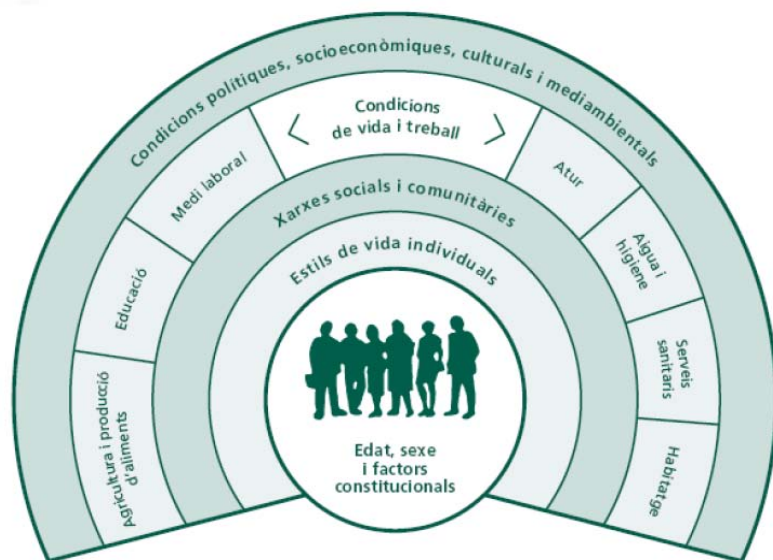 Condicions polítiques, socioeconòmiques, culturals i mediambientals
Condicions
de vida i treball
Medi laboral
Educació
Agricultura i producció
d'aliments
Atur
Aigua i
higiene
Serveis
sanitaris
Habitatge
Xarxes socials i comunitàries
Estils de vida individuals
Edat, sexe
i factors
constitucionals